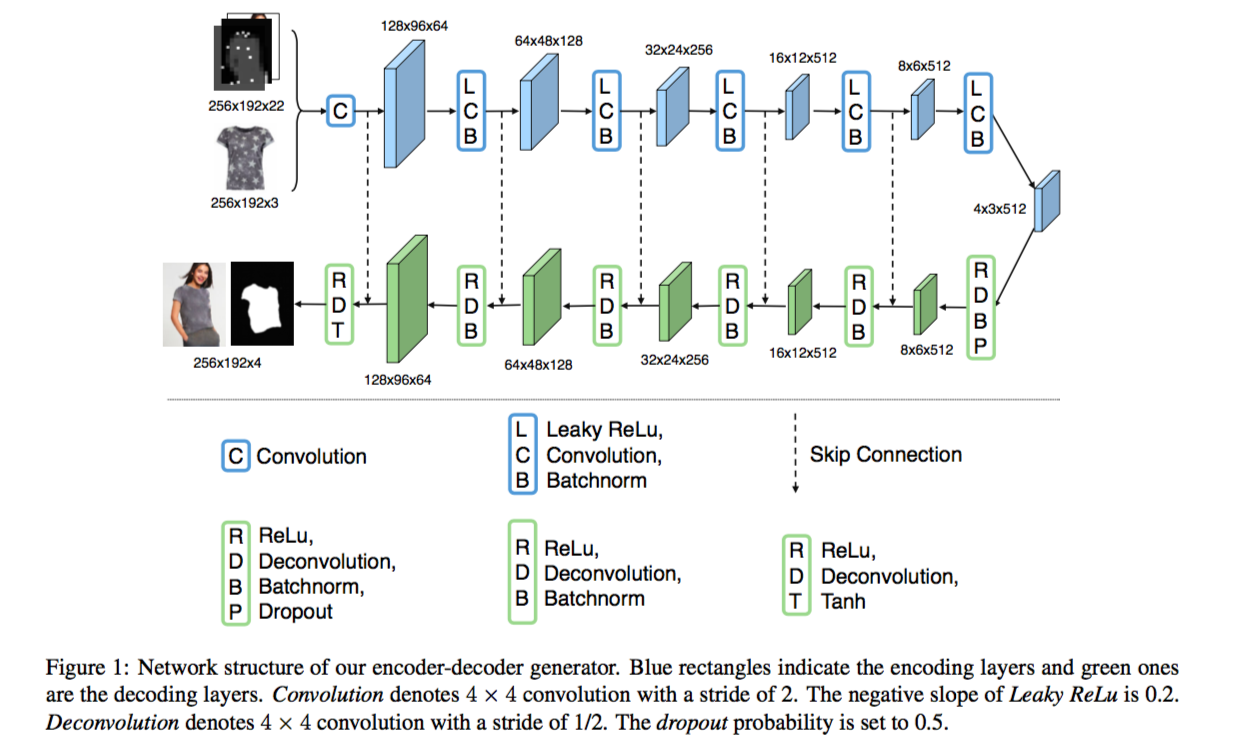 128x96x64
64x48x128
32x24x256
16x12x512
8x6x512
256x192x22
C
L
C
B
L
C
B
L
C
B
L
C
B
L
C
B
256x192x3
4x3x512
R
D
T
R
D
B
R
D
B
R
D
B
R
D
B
R
D
B
P
256x192x4
128x96x64
64x48x128
32x24x256
16x12x512
8x6x512
C Convolution
L Leaky ReLu,
C Convolution,
B Batchnorm
Skip Connection
R ReLu,
D Deconvolution,
B Batchnorm,
P Dropout
R ReLu,
D Deconvolution,
B Batchnorm
R ReLu,
D Deconvolution,
T Tanh
Figure 1: Network structure of our encoder-decoder generator. Blue rectangles indicate the encoding layers and green ones
are the decoding layers. Convolution denotes 4 × 4 convolution with a stride of 2. The negative slope of Leaky ReLu is 0.2.
Deconvolution denotes 4 × 4 convolution with a stride of 1/2. The dropout probability is set to 0.5.